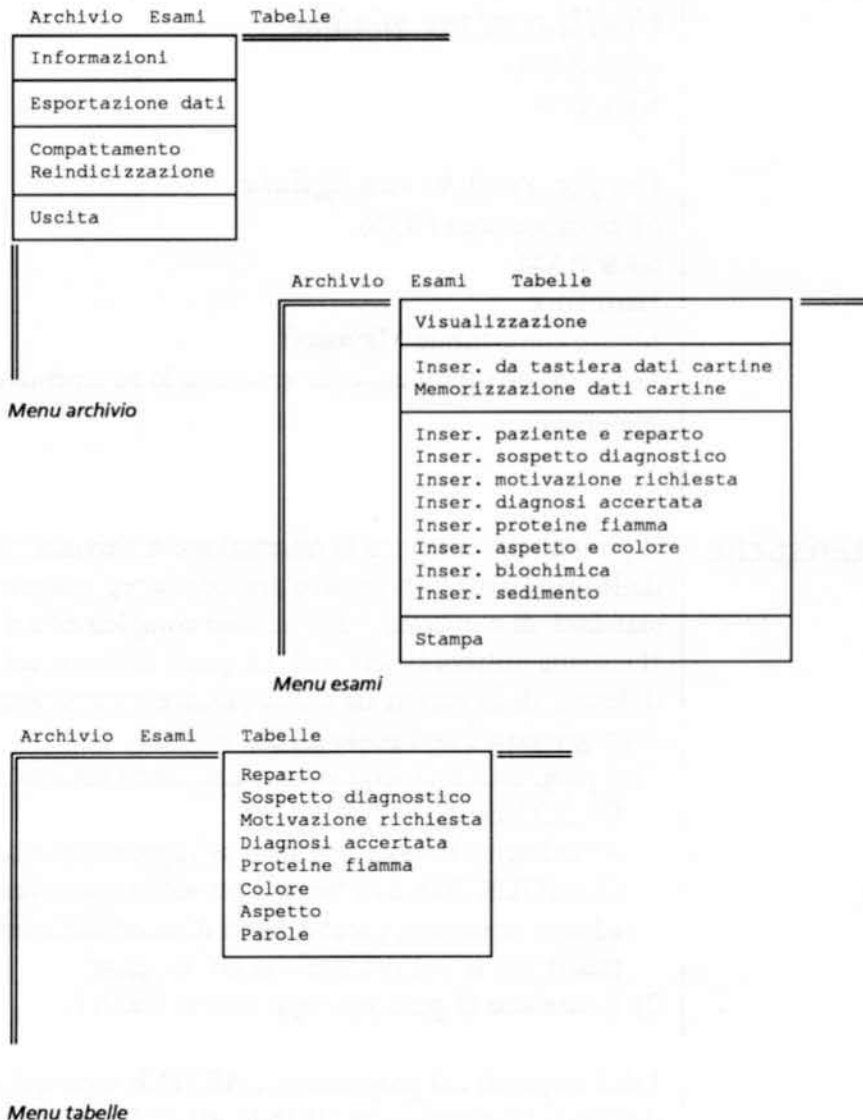 Archivio Esami Tabelle
Informazioni
Esportazione dati
Compattamento
Reindicizzazione
Uscita
Menu archivio
Archivio Esami Tabelle
Visualizzazione
Inser. da tastiera dati cartine
Memorizzazione dati cartine
Inser. paziente e reparto
Inser. sospetto diagnostico
Inser. motivazione richiesta
Inser. diagnosi accertata
Inser. proteine fiamma
Inser. aspetto e colore
Inser. biochimica
Inser. sedimento
Stampa
Menu esami
Archivio Esami Tabelle
Reparto
Sospetto diagnostico
Motivazione richiesta
Diagnosi accertata
Proteine fiamma
Colore
Aspetto
Parole
Menu tabelle